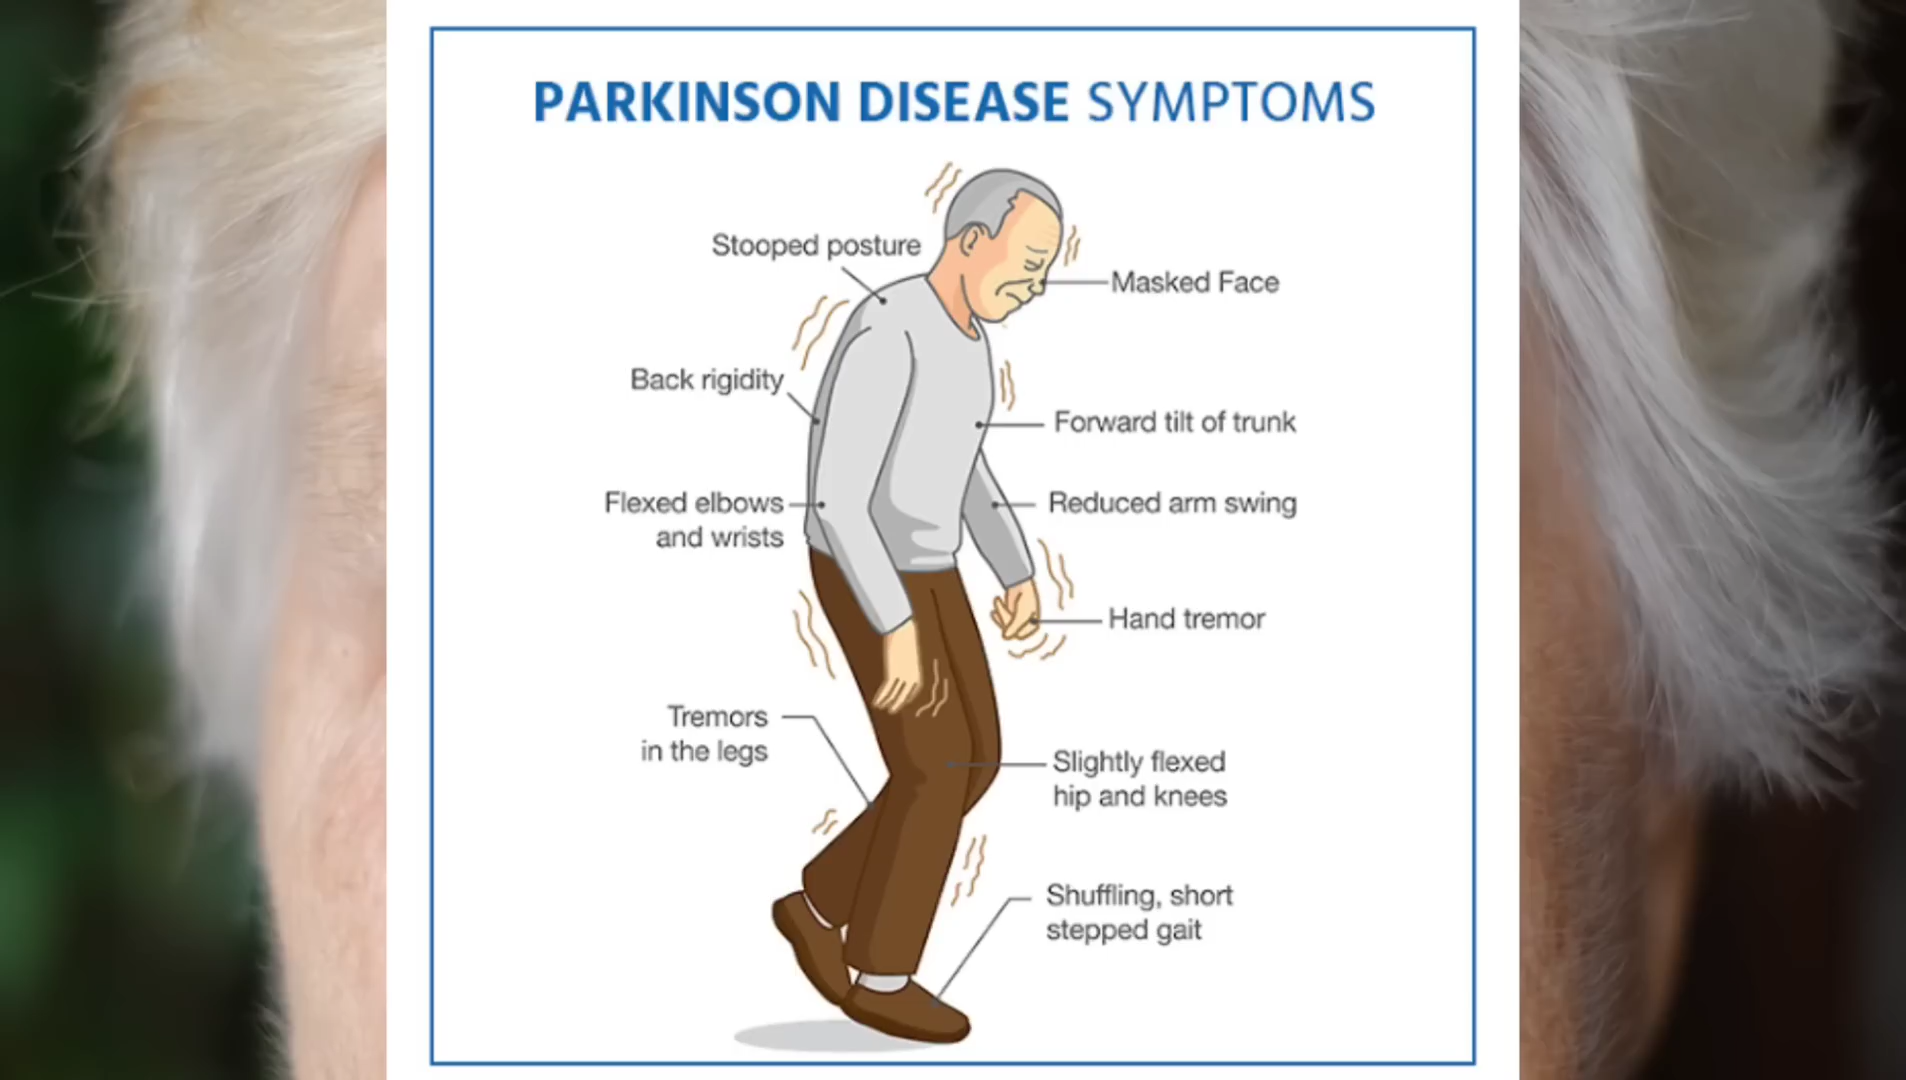 PARKINSON DISEASE SYMPTOMS
Stooped posture
Masked Face
Back rigidity
Forward tilt of trunk
Flexed elbows
and wrists
Reduced arm swing
Hand tremor
Tremors
in the legs
Slightly flexed
hip and knees
Shuffling, short
stepped gait